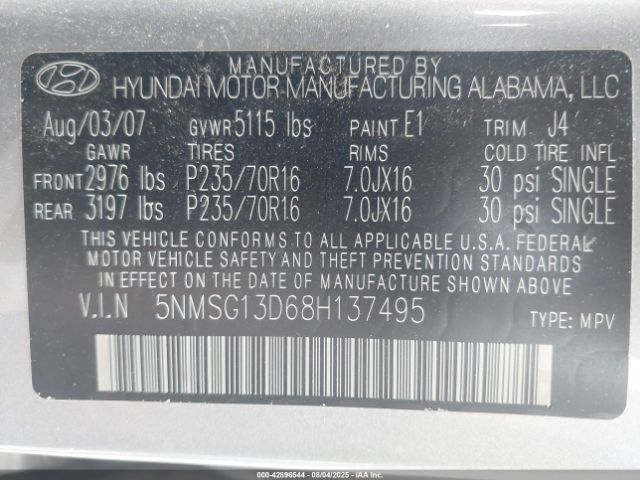 MANUFACTURED BY
HYUNDAI MOTOR MANUFACTURING ALABAMA, LLC
Aug/03/07 GVWR 5115 lbs PAINT E1 TRIM J4
GAWR TIRES RIMS COLD TIRE INFL
FRONT 2976 lbs P235/70R16 7.0JX16 30 psi SINGLE
REAR 3197 lbs P235/70R16 7.0JX16 30 psi SINGLE
THIS VEHICLE CONFORMS TO ALL APPLICABLE U.S.A. FEDERAL
MOTOR VEHICLE SAFETY AND THEFT PREVENTION STANDARDS
IN EFFECT ON THE DATE OF MANUFACTURE SHOWN ABOVE.
V.I.N 5NMSG13D68H137495 TYPE: MPV
000-42896544 - 08/04/2025 - IAAI.COM